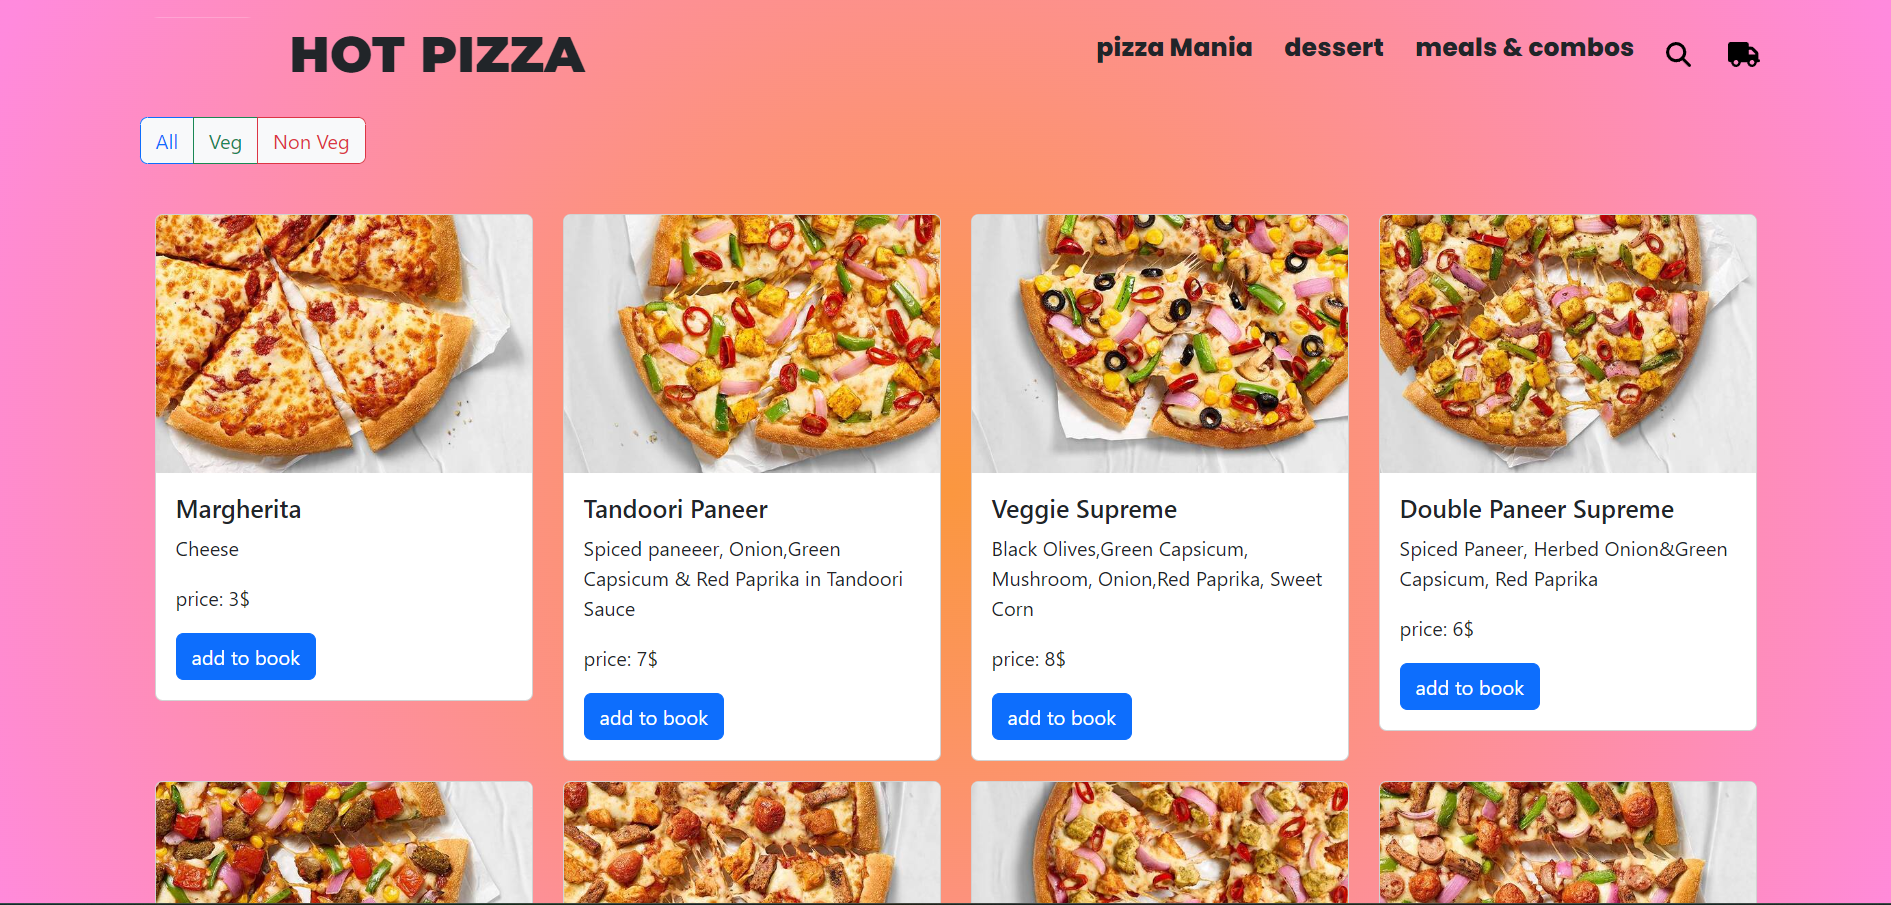 HOT PIZZA
pizza Mania
dessert
meals & combos
All
Veg
Non Veg
Margherita
Cheese
price: 3$
add to book
Tandoori Paneer
Spiced paneeer, Onion,Green
Capsicum & Red Paprika in Tandoori
Sauce
price: 7$
add to book
Veggie Supreme
Black Olives,Green Capsicum,
Mushroom, Onion,Red Paprika, Sweet
Corn
price: 8$
add to book
Double Paneer Supreme
Spiced Paneer, Herbed Onion&Green
Capsicum, Red Paprika
price: 6$
add to book